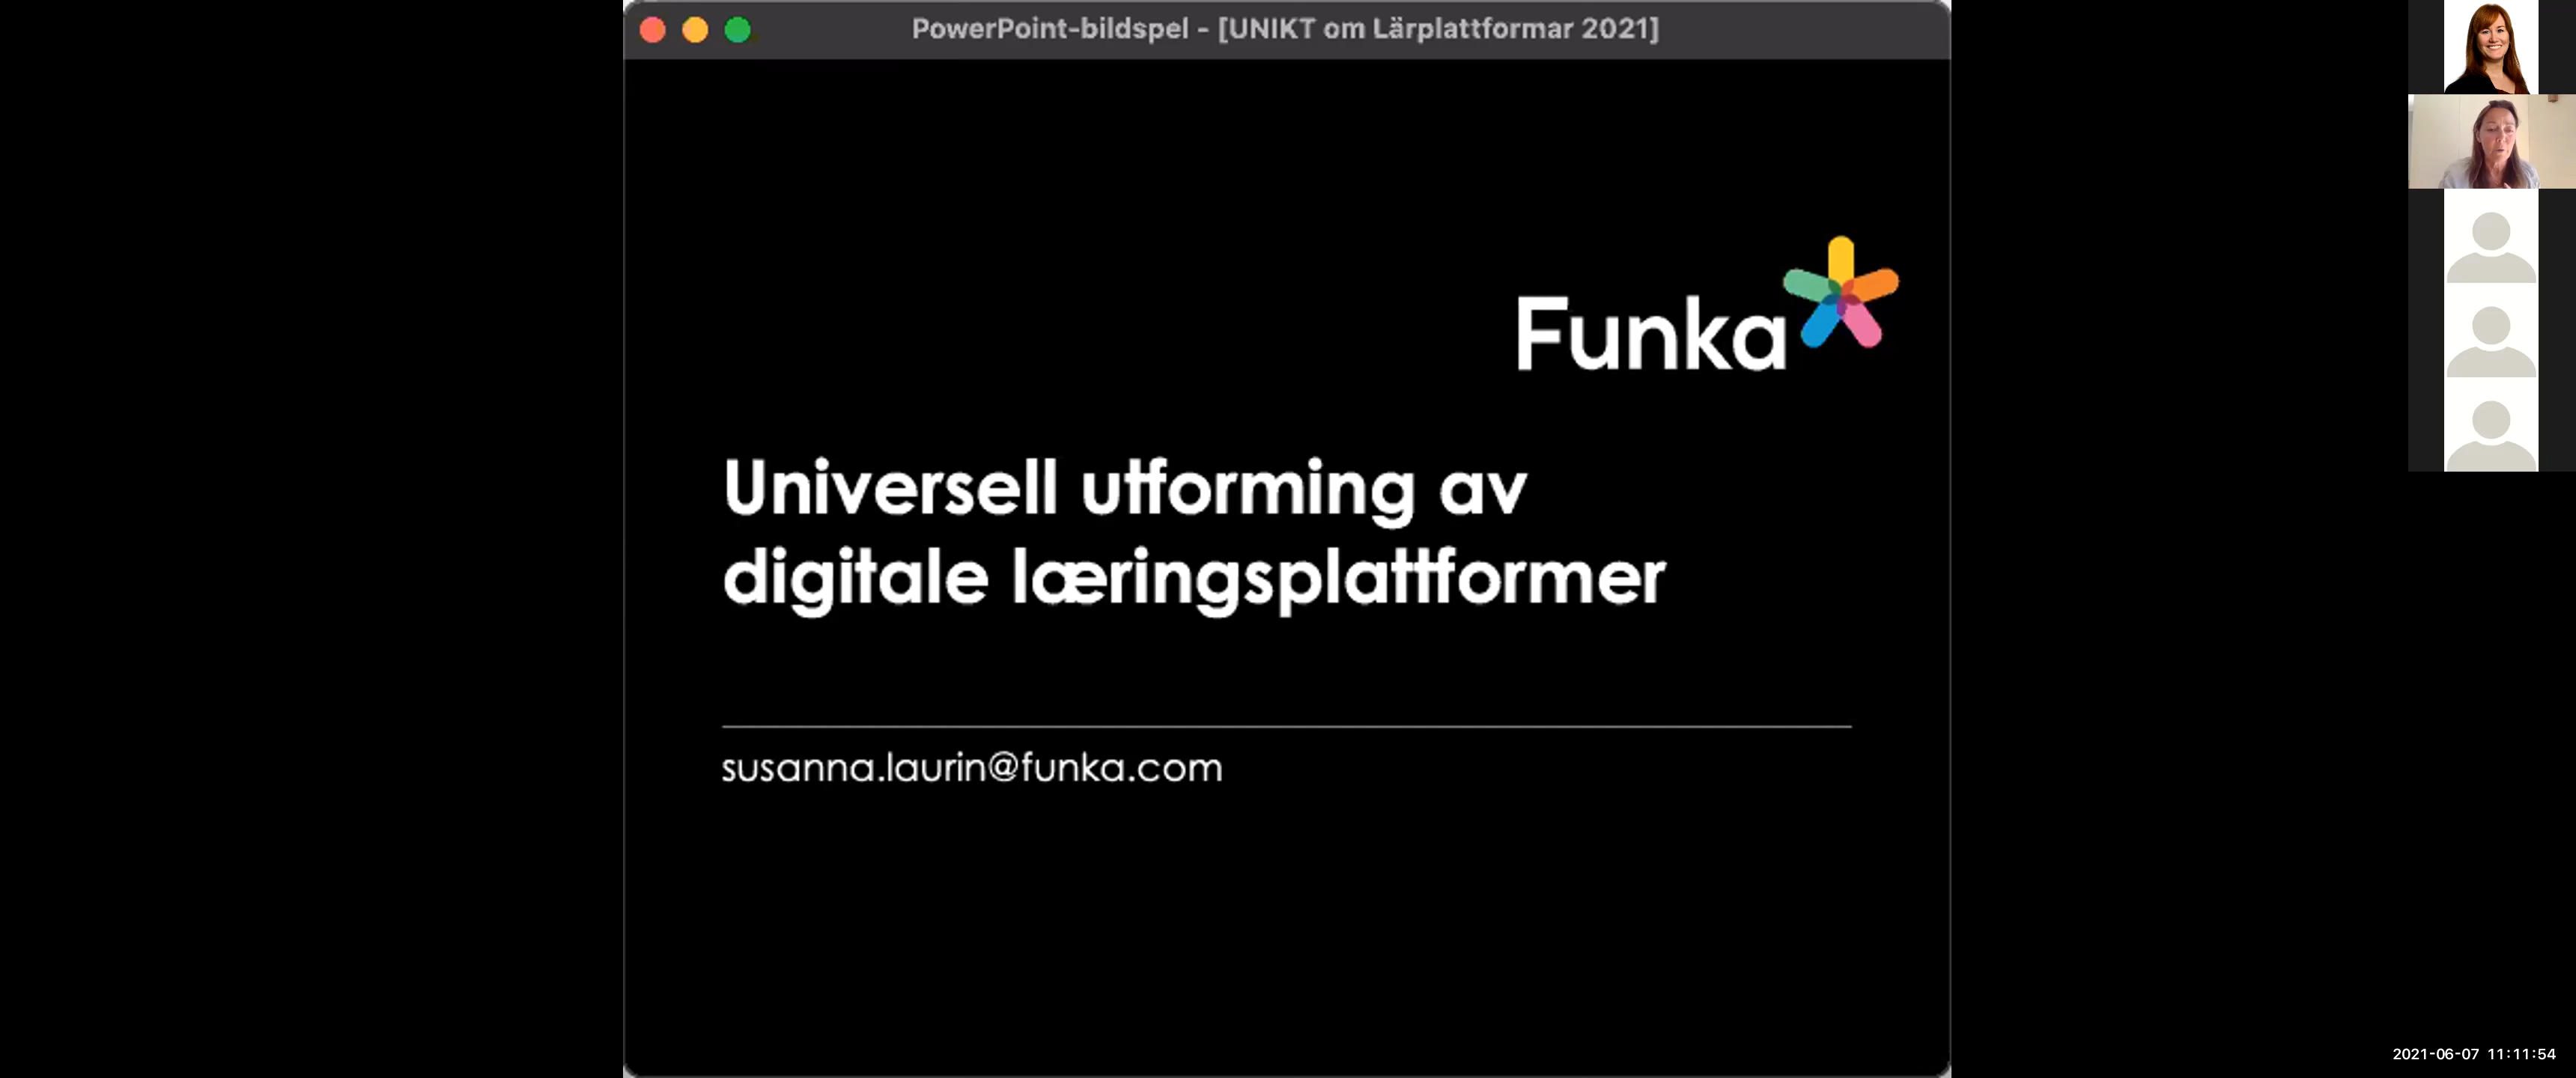 PowerPoint-bildspel - [UNIKT om Lärplattformar 2021]
Funka
Universell utforming av
digitale læringsplattformer
susanna.laurin@funka.com
2021-06-07 11:11:54